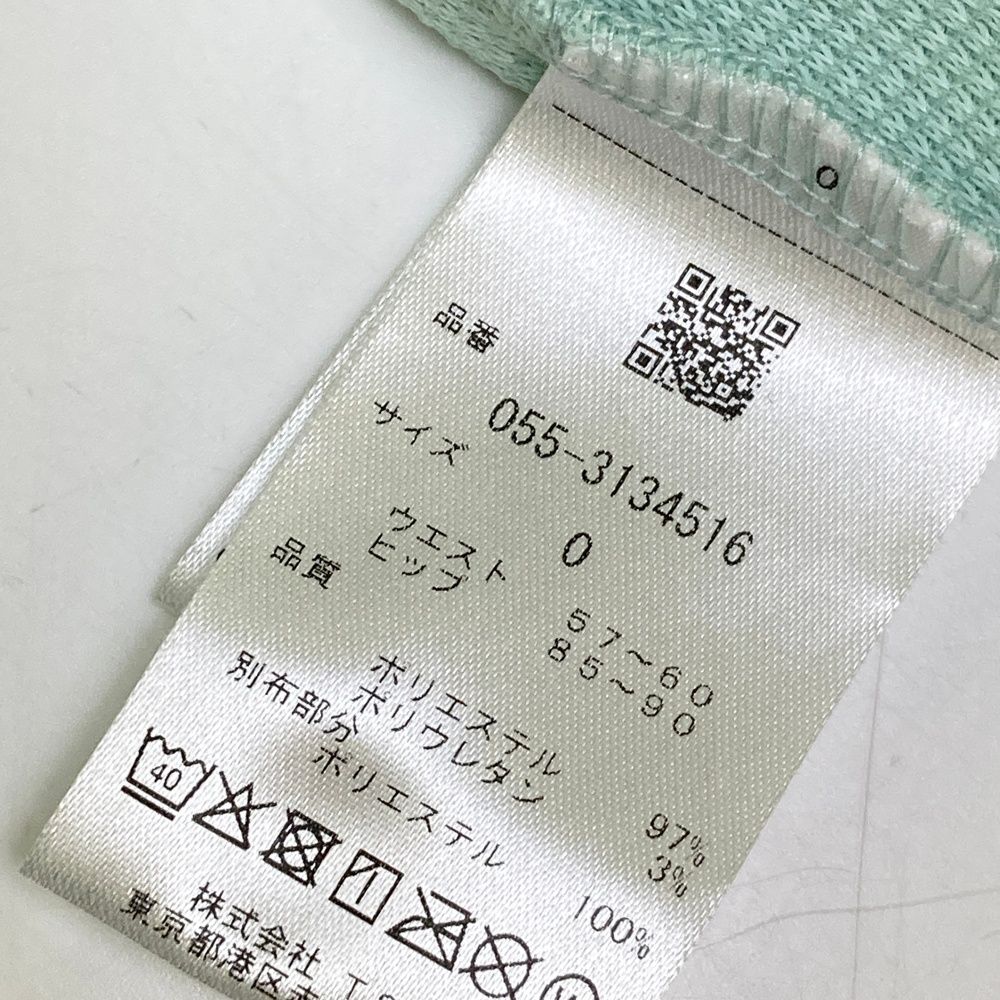 0
品番
055-3134516
サイズ
0
ウエスト 57〜60
ヒップ 85〜90
品質
ポリエステル 97%
ポリウレタン 3%
別布部分
ポリエステル 100%
40
株式会社 T
東京都港区